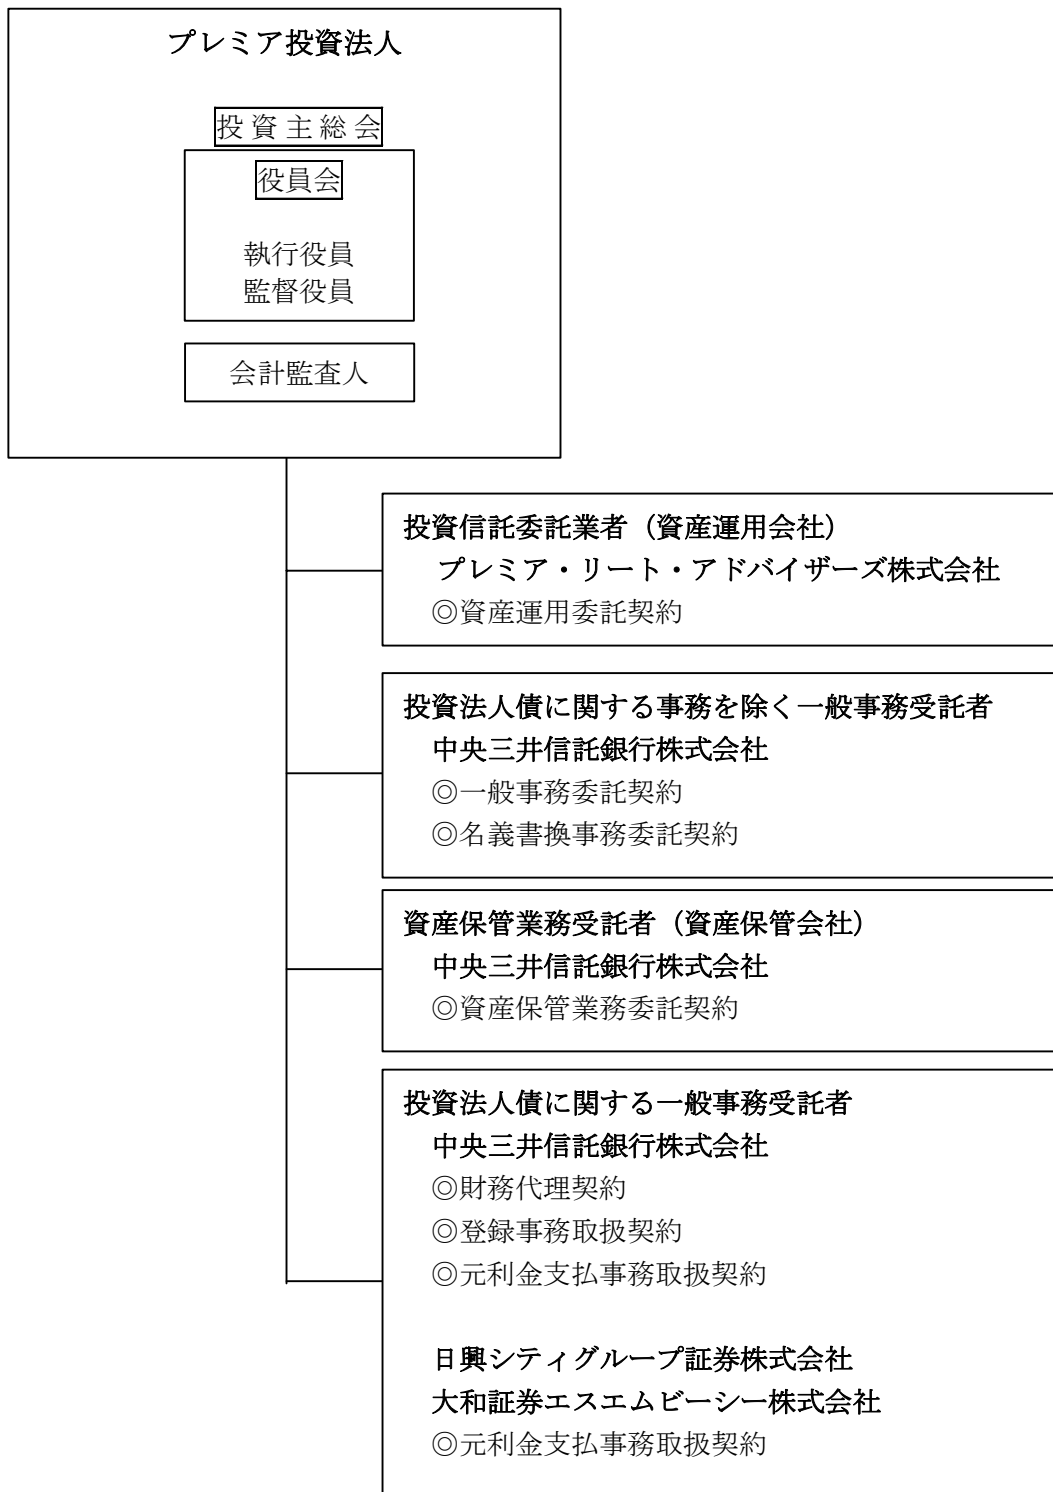 プレミア投資法人
投資主総会
役員会
執行役員
監督役員
会計監査人
投資信託委託業者（資産運用会社）
プレミア・リート・アドバイザーズ株式会社
◎資産運用委託契約
投資法人債に関する事務を除く一般事務受託者
中央三井信託銀行株式会社
◎一般事務委託契約
◎名義書換事務委託契約
資産保管業務受託者（資産保管会社）
中央三井信託銀行株式会社
◎資産保管業務委託契約
投資法人債に関する一般事務受託者
中央三井信託銀行株式会社
◎財務代理契約
◎登録事務取扱契約
◎元利金支払事務取扱契約
日興シティグループ証券株式会社
大和証券エスエムビーシー株式会社
◎元利金支払事務取扱契約